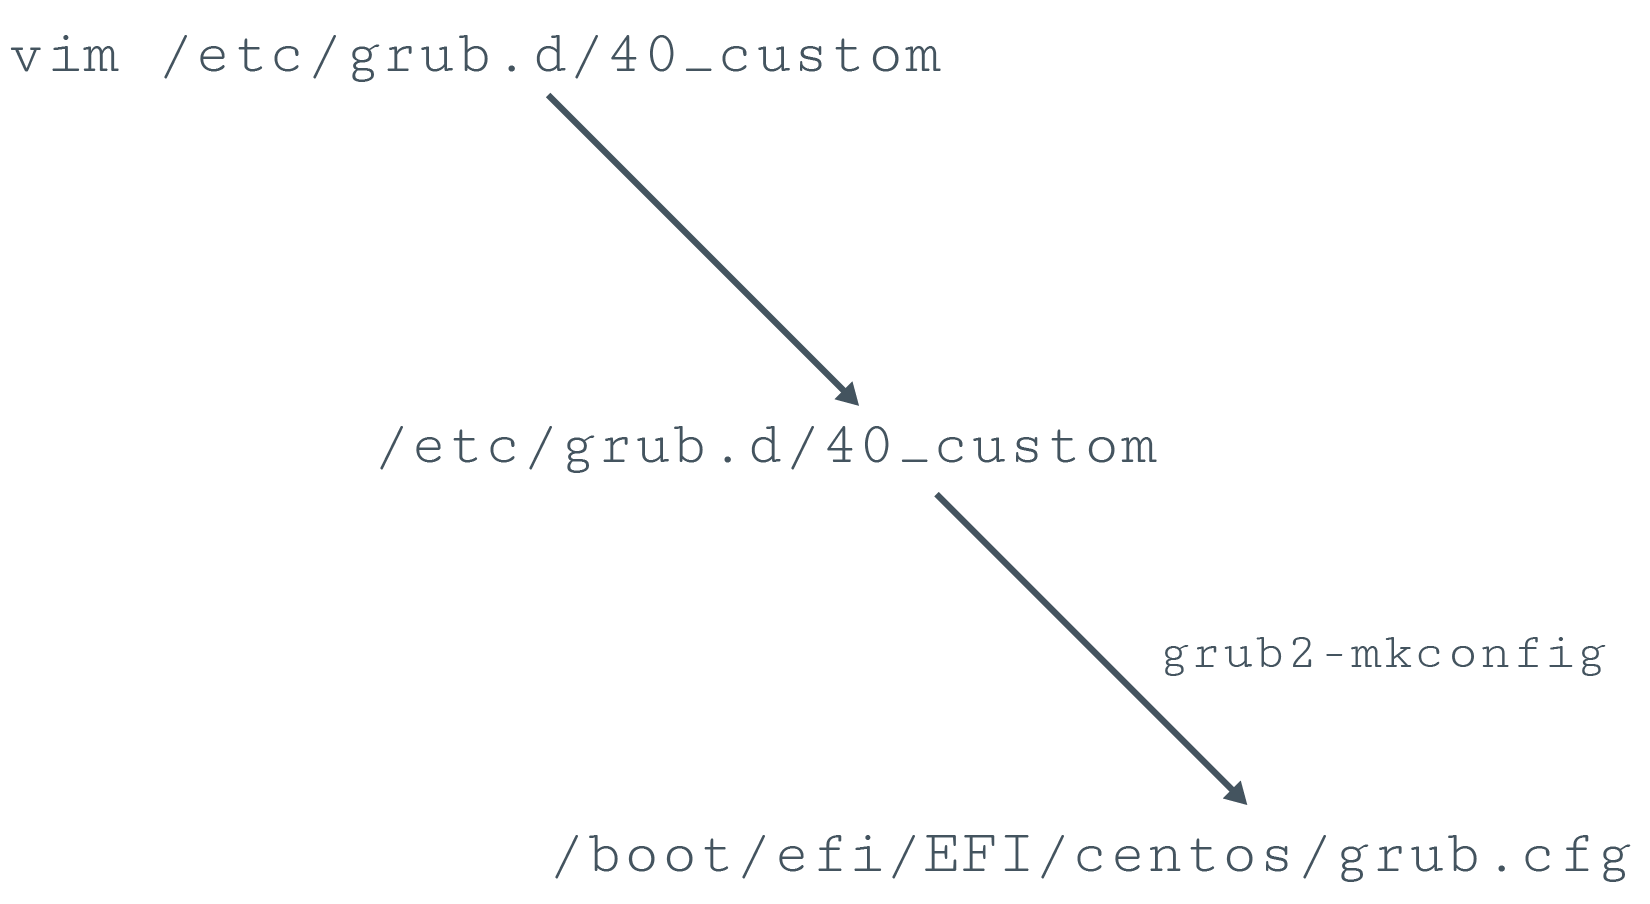 vim /etc/grub.d/40_custom
/etc/grub.d/40_custom
grub2-mkconfig
/boot/efi/EFI/centos/grub.cfg